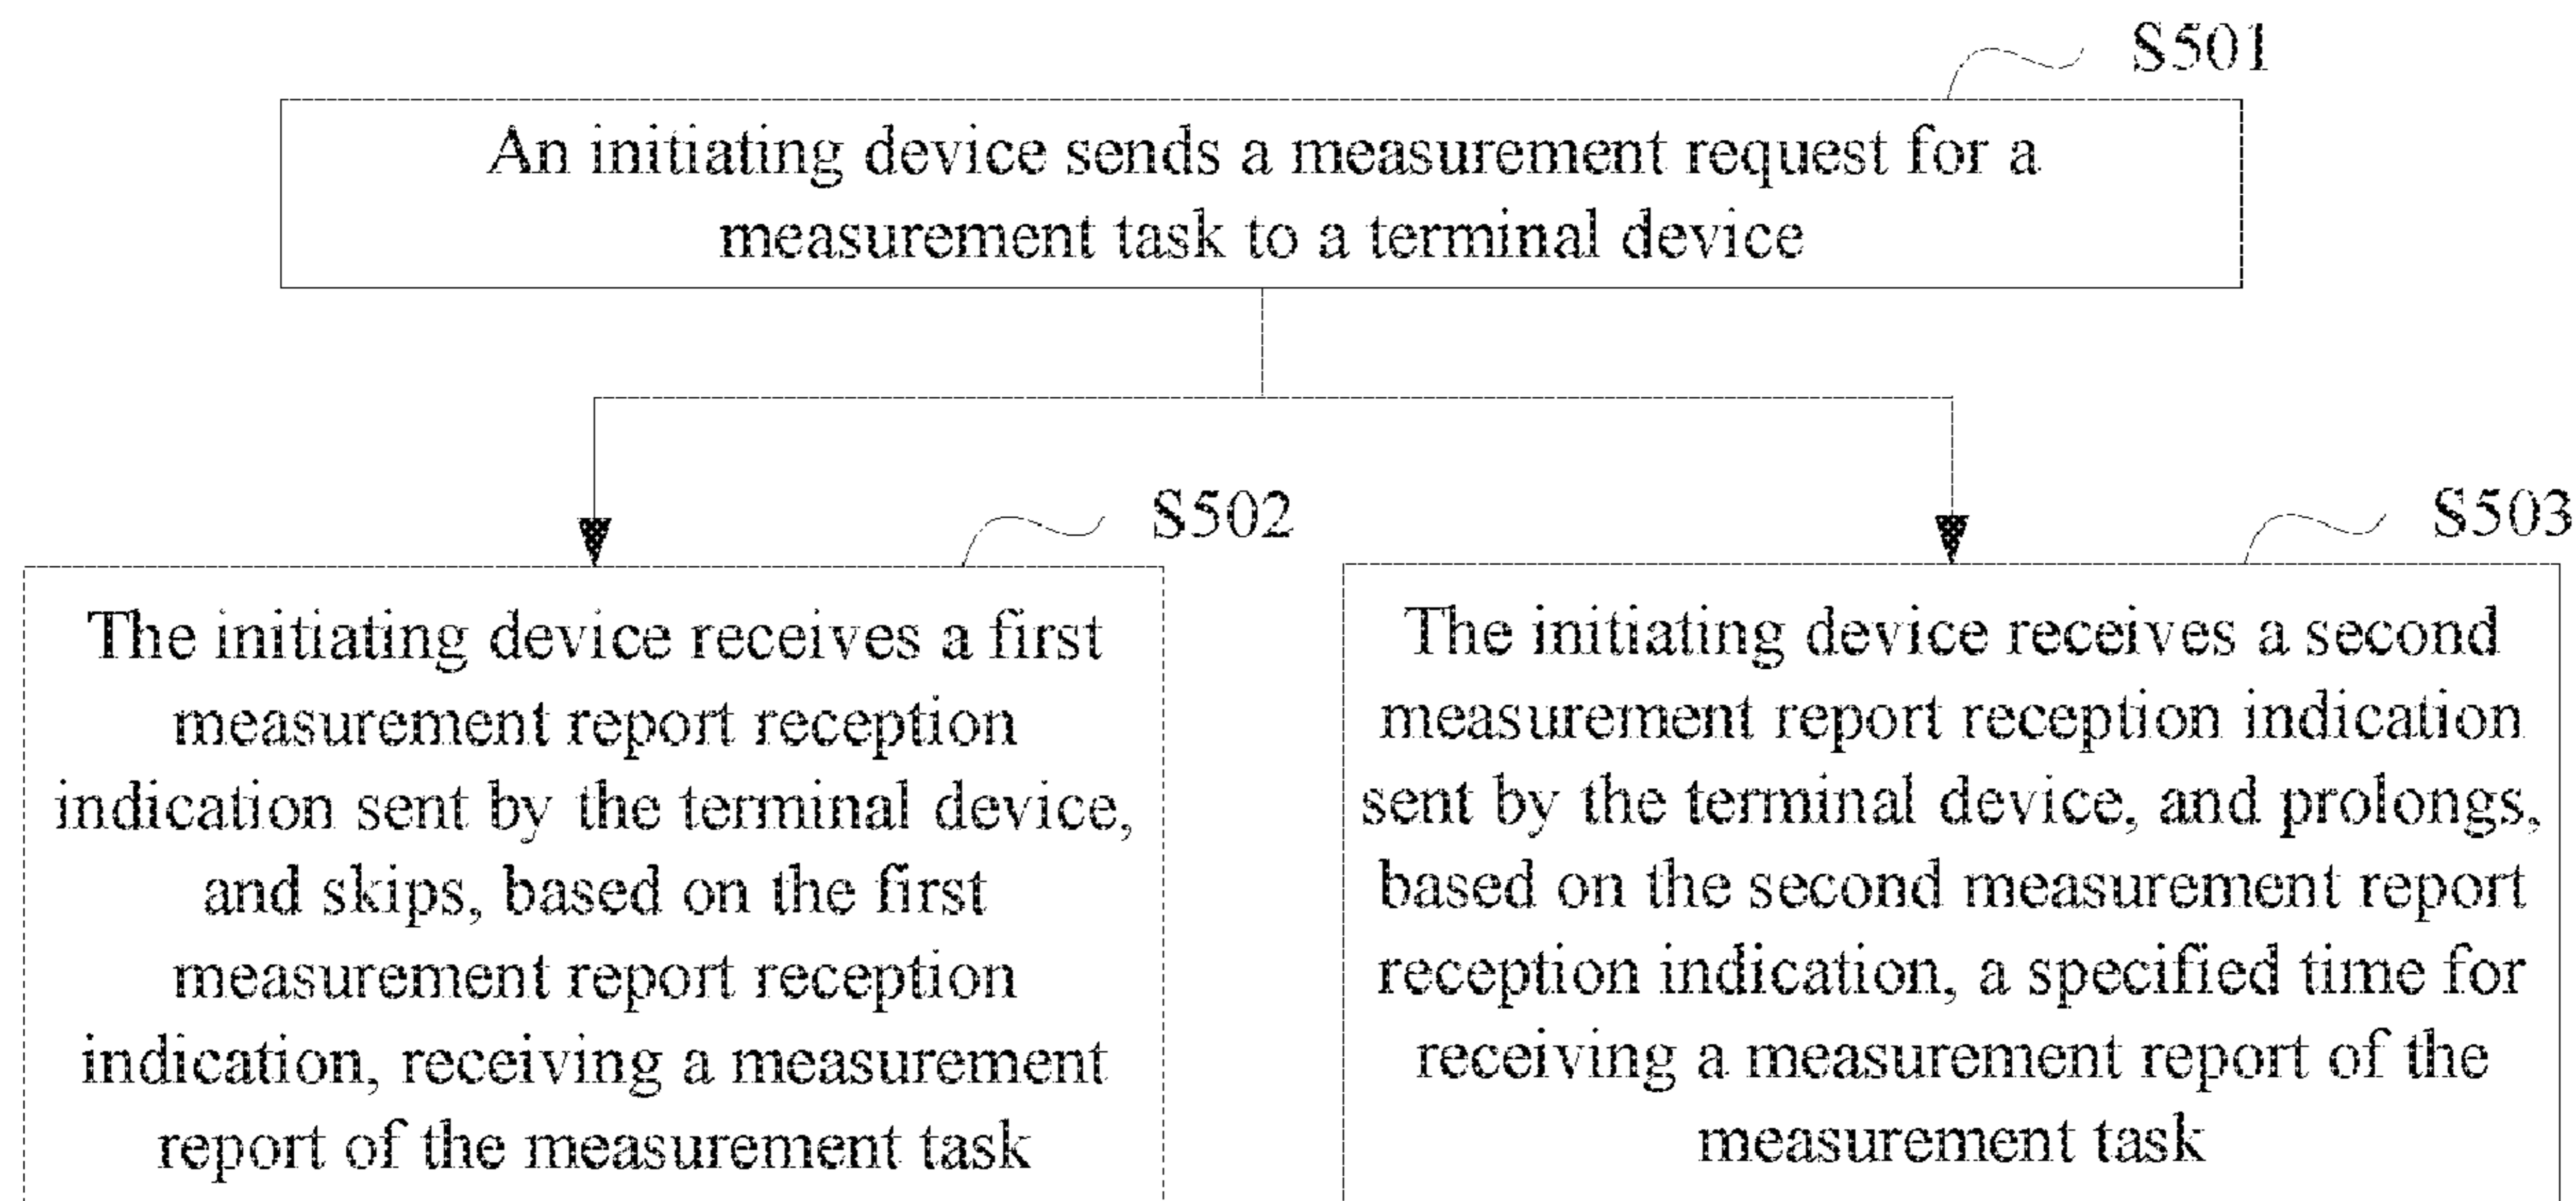 S501
An initiating device sends a measurement request for a
measurement task to a terminal device
S502
The initiating device receives a first
measurement report reception
indication sent by the terminal device,
and skips, based on the first
measurement report reception
indication, receiving a measurement
report of the measurement task
S503
The initiating device receives a second
measurement report reception indication
sent by the terminal device, and prolongs,
based on the second measurement report
reception indication, a specified time for
receiving a measurement report of the
measurement task